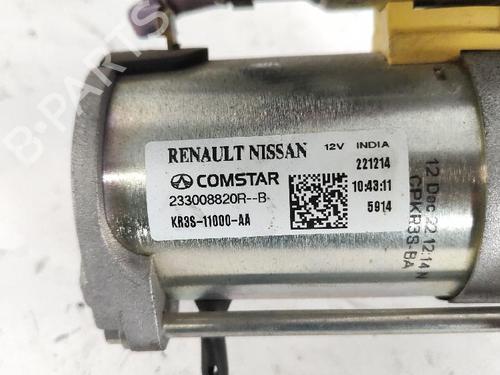 B-PARTS
RENAULT NISSAN 12V INDIA
COMSTAR 221214
233008820R--B 10:43:11
KR3S-11000-AA 5914
12 Dec 22 12:14 N
CPKKR3S-BA